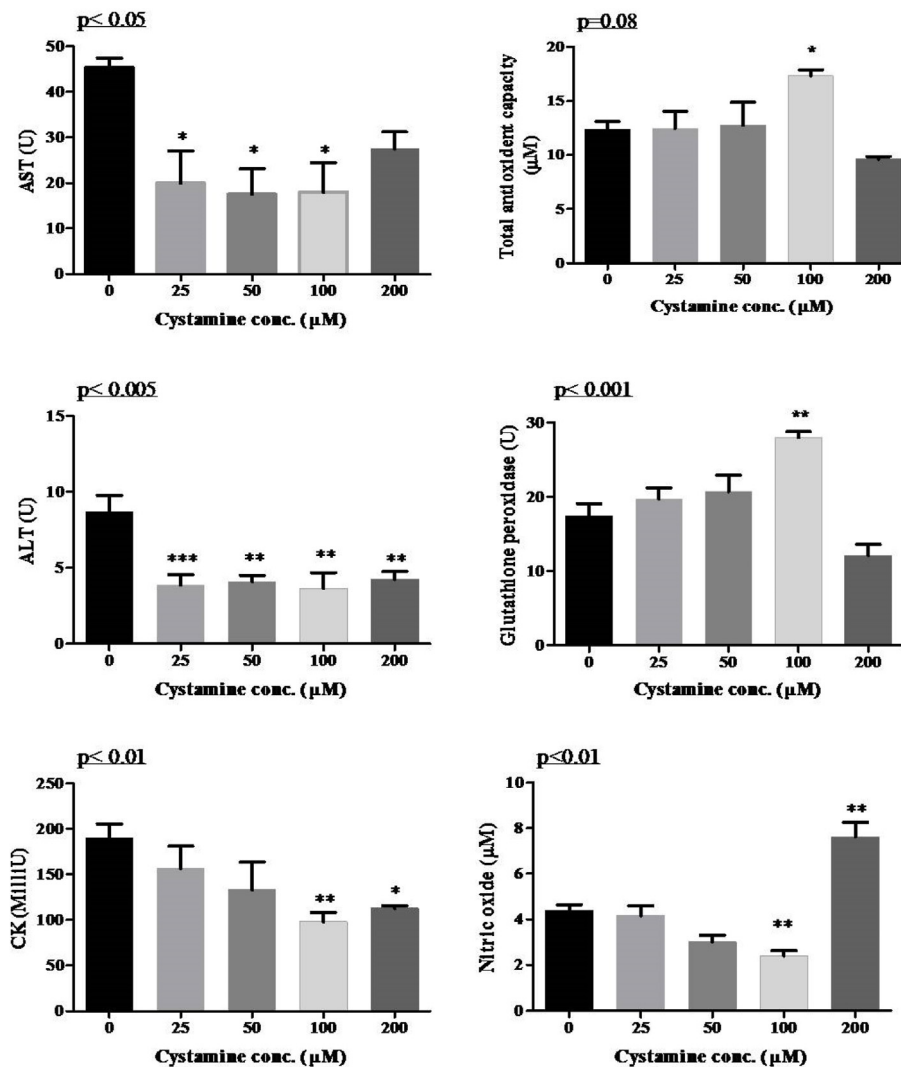 p< 0.05
AST (U)
50
40
30
20
10
0
*
*
*
0 25 50 100 200
Cystamine conc. (µM)
p=0.08
Total antioxident capacity
(µM)
20
15
10
5
0
*
0 25 50 100 200
Cystamine conc. (µM)
p< 0.005
ALT (U)
15
10
5
0
*** ** ** **
0 25 50 100 200
Cystamine conc. (µM)
p< 0.001
Glutathione peroxidase (U)
30
20
10
0
**
0 25 50 100 200
Cystamine conc. (µM)
p< 0.01
CK (M1l1U)
250
200
150
100
50
0
** *
0 25 50 100 200
Cystamine conc. (µM)
p<0.01
Nitric oxide (µM)
8
6
4
2
0
**
**
0 25 50 100 200
Cystamine conc. (µM)